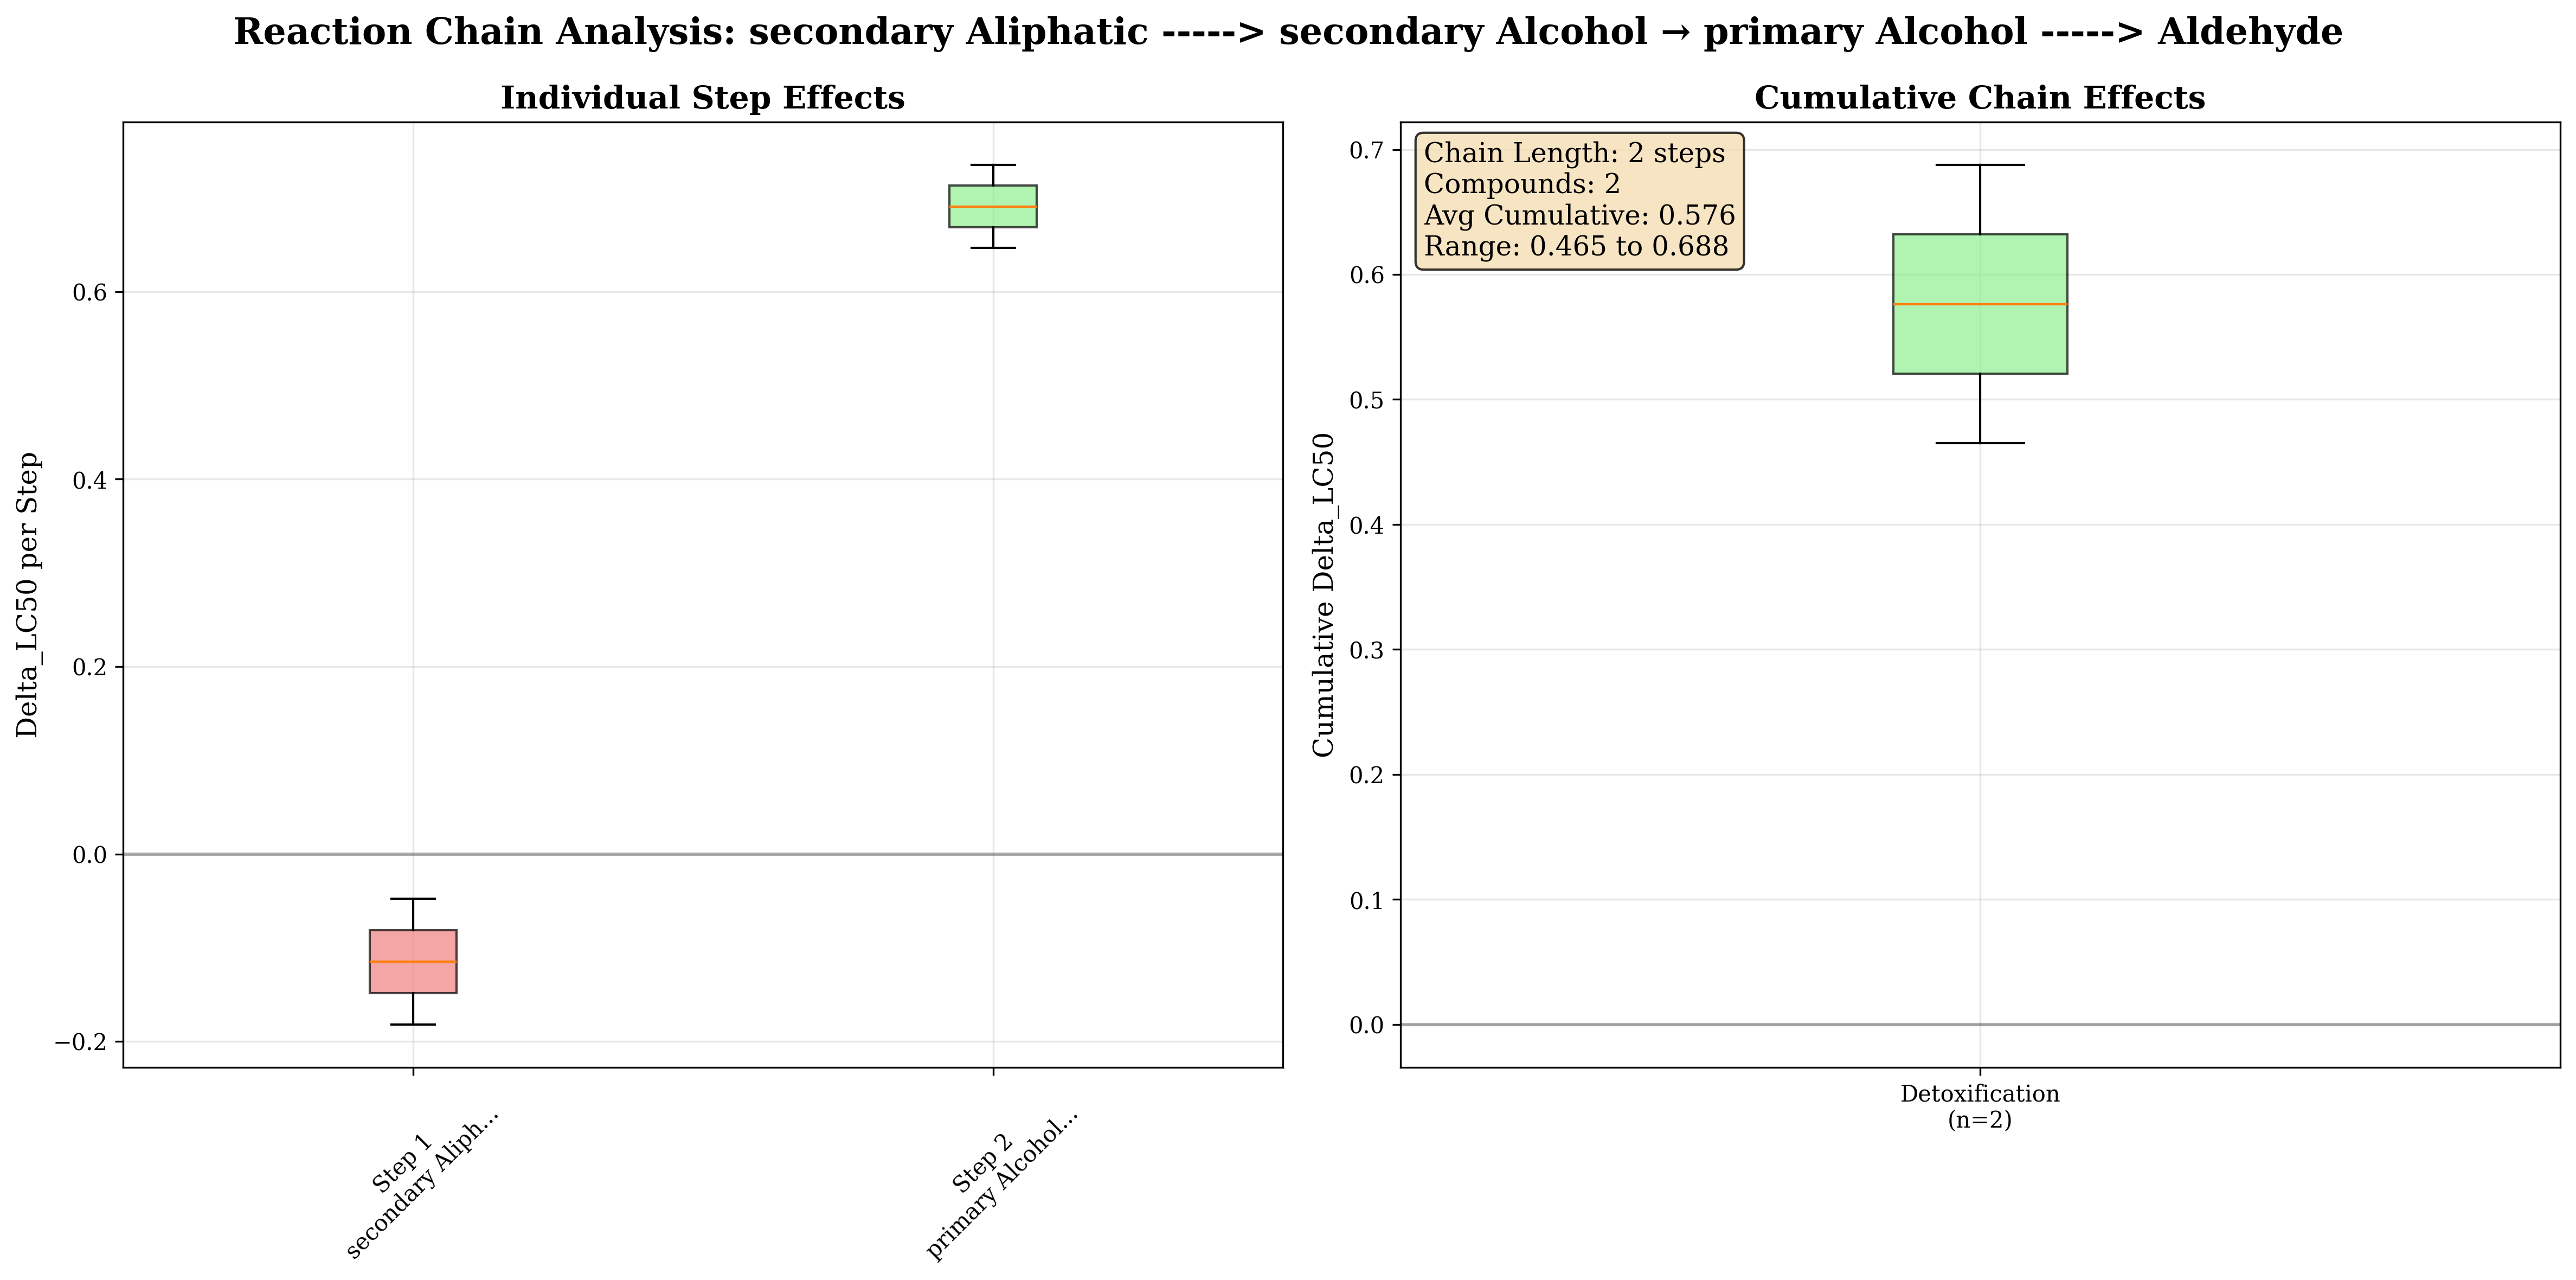 Reaction Chain Analysis: secondary Aliphatic -----> secondary Alcohol → primary Alcohol -----> Aldehyde
Individual Step Effects
Delta_LC50 per Step
0.6
0.4
0.2
0.0
−0.2
Step 1
secondary Aliph...
Step 2
primary Alcohol...
Cumulative Chain Effects
Chain Length: 2 steps
Compounds: 2
Avg Cumulative: 0.576
Range: 0.465 to 0.688
Cumulative Delta_LC50
0.7
0.6
0.5
0.4
0.3
0.2
0.1
0.0
Detoxification
(n=2)